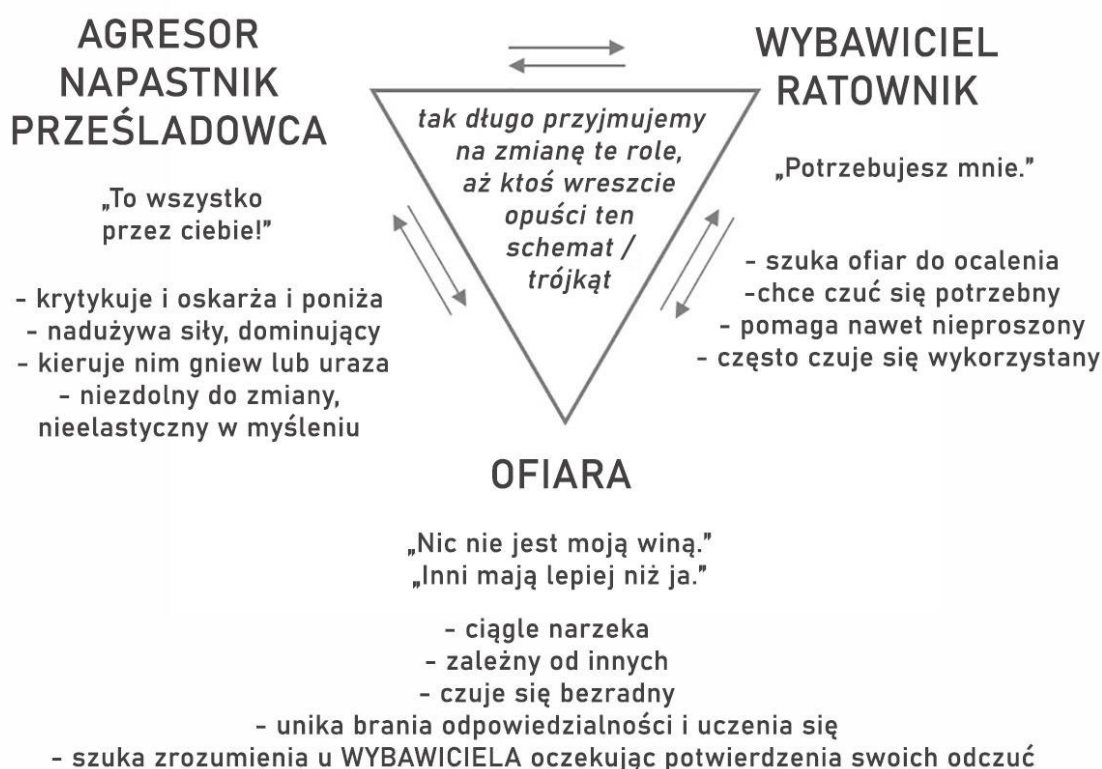 AGRESOR
NAPASTNIK
PRZEŚLADOWCA
„To wszystko
przez ciebie!”
- krytykuje i oskarża i poniża
- nadużywa siły, dominujący
- kieruje nim gniew lub uraza
- niezdolny do zmiany,
nieelastyczny w myśleniu
tak długo przyjmujemy
na zmianę te role,
aż ktoś wreszcie
opuści ten
schemat /
trójkąt
WYBAWICIEL
RATOWNIK
„Potrzebujesz mnie.”
- szuka ofiar do ocalenia
-chce czuć się potrzebny
- pomaga nawet nieproszony
- często czuje się wykorzystany
OFIARA
„Nic nie jest moją winą.”
„Inni mają lepiej niż ja.”
- ciągle narzeka
- zależny od innych
- czuje się bezradny
- unika brania odpowiedzialności i uczenia się
- szuka zrozumienia u WYBAWICIELA oczekując potwierdzenia swoich odczuć